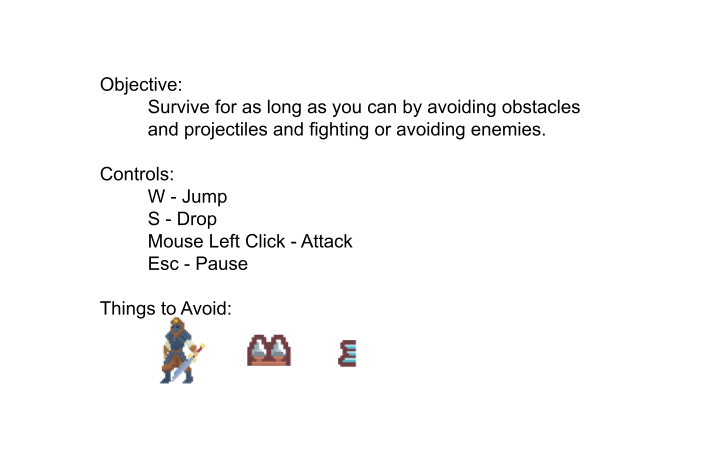 Objective:
Survive for as long as you can by avoiding obstacles
and projectiles and fighting or avoiding enemies.
Controls:
W - Jump
S - Drop
Mouse Left Click - Attack
Esc - Pause
Things to Avoid: